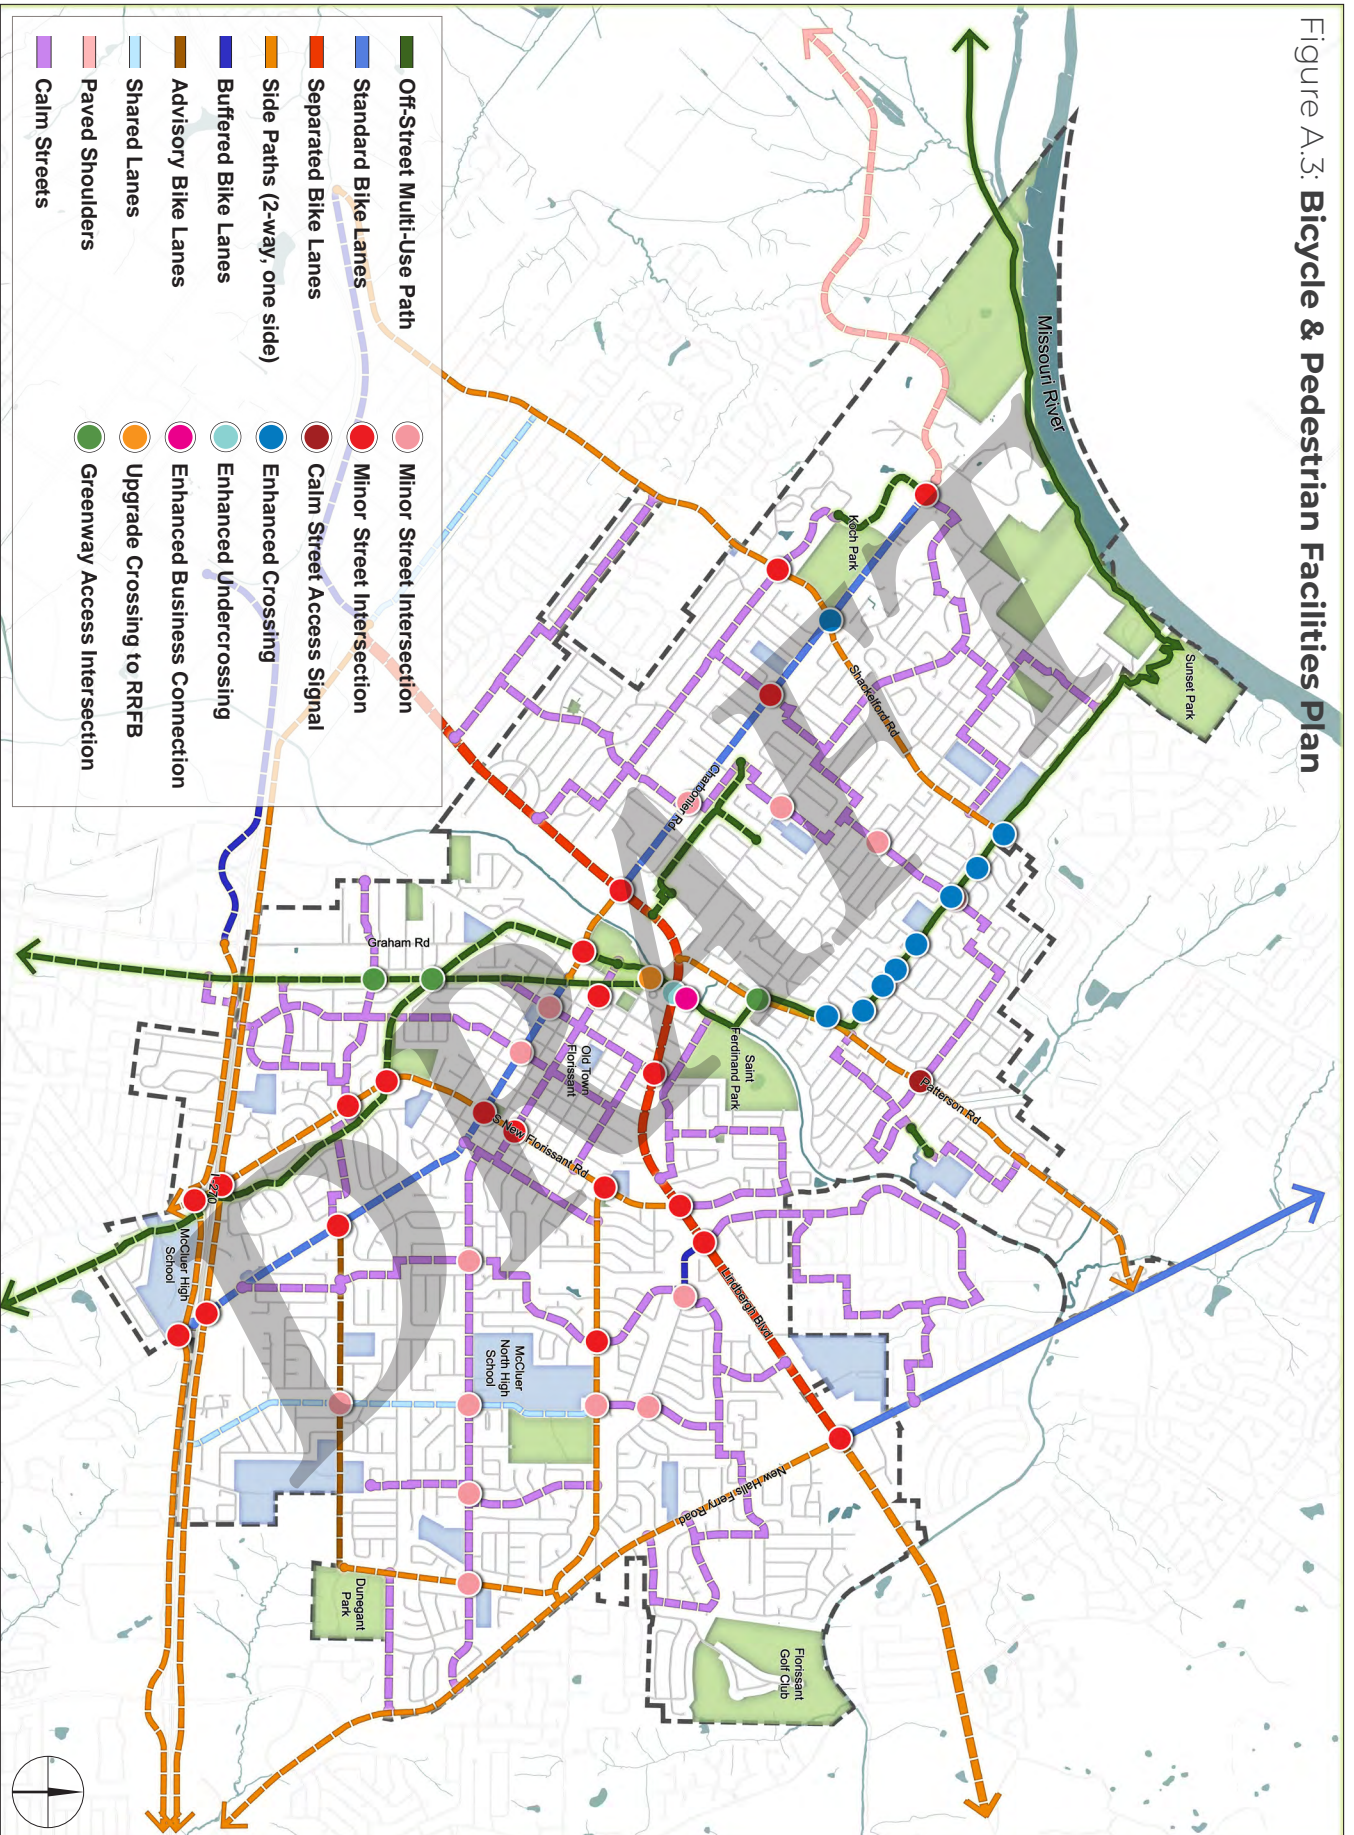 Figure A.3: Bicycle & Pedestrian Facilities Plan
Missouri River
Sunset Park
Koch Park
Shackelford Rd
Charbonier Rd
Graham Rd
Old Town
Florissant
Saint
Ferdinand Park
Patterson Rd
S New Florissant Rd
I-270
McCluer High
School
Lindbergh Blvd
McCluer
North High
School
New Halls Ferry Road
Dunegant
Park
Florissant
Golf Club
DRAFT
Off-Street Multi-Use Path
Standard Bike Lanes
Separated Bike Lanes
Side Paths (2-way, one side)
Buffered Bike Lanes
Advisory Bike Lanes
Shared Lanes
Paved Shoulders
Calm Streets
Minor Street Intersection
Minor Street Intersection
Calm Street Access Signal
Enhanced Crossing
Enhanced Undercrossing
Enhanced Business Connection
Upgrade Crossing to RRFB
Greenway Access Intersection